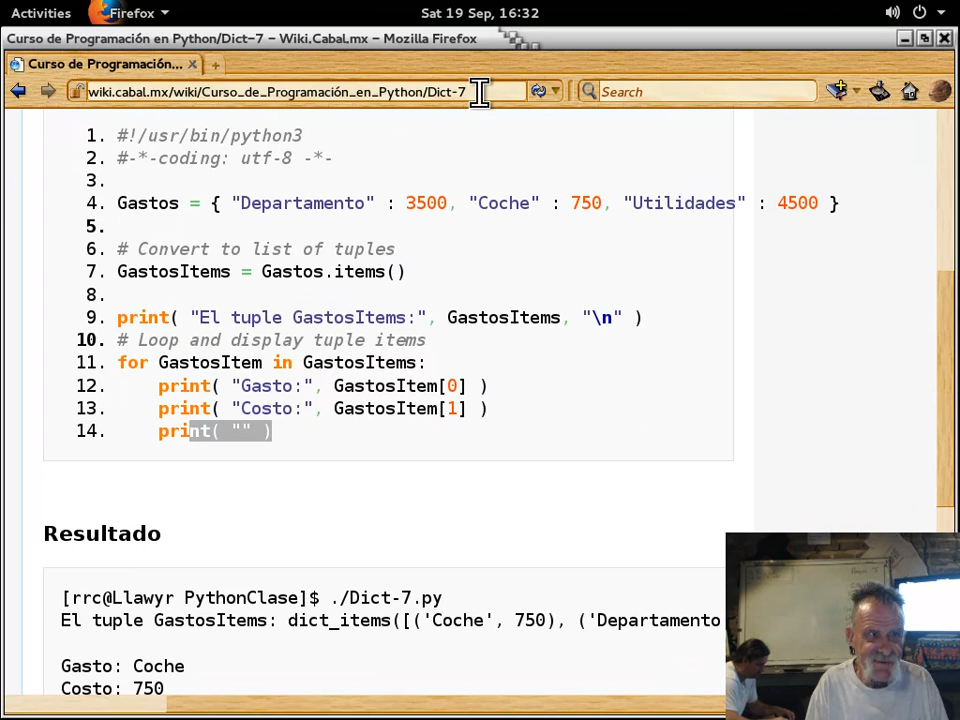 Activities Firefox Sat 19 Sep, 16:32
Curso de Programación en Python/Dict-7 – Wiki.Cabal.mx – Mozilla Firefox
Curso de Programación...
wiki.cabal.mx/wiki/Curso_de_Programación_en_Python/Dict-7 Search
1. #!/usr/bin/python3
2. #-*-coding: utf-8 -*-
3.
4. Gastos = { "Departamento" : 3500, "Coche" : 750, "Utilidades" : 4500 }
5.
6. # Convert to list of tuples
7. GastosItems = Gastos.items()
8.
9. print( "El tuple GastosItems:", GastosItems, "\n" )
10. # Loop and display tuple items
11. for GastosItem in GastosItems:
12. print( "Gasto:", GastosItem[0] )
13. print( "Costo:", GastosItem[1] )
14. print( "" )
Resultado
[rrc@Llawyr PythonClase]$ ./Dict-7.py
El tuple GastosItems: dict_items([('Coche', 750), ('Departamento
Gasto: Coche
Costo: 750